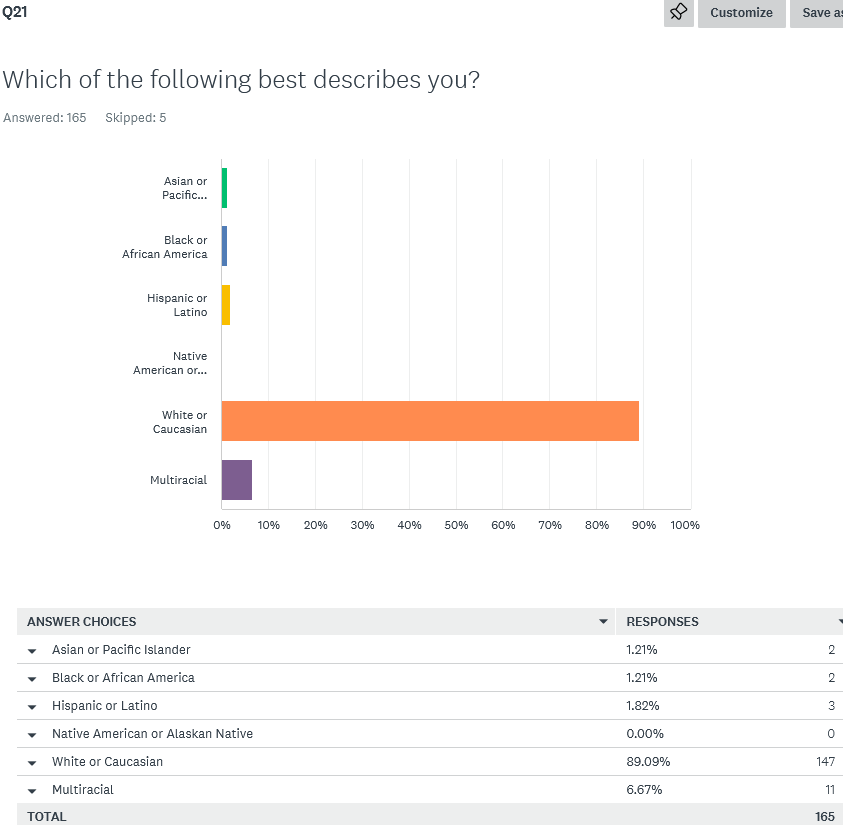 Q21
Customize
Save as
Which of the following best describes you?
Answered: 165 Skipped: 5
Asian or
Pacific...
Black or
African America
Hispanic or
Latino
Native
American or...
White or
Caucasian
Multiracial
0% 10% 20% 30% 40% 50% 60% 70% 80% 90% 100%
ANSWER CHOICES RESPONSES
Asian or Pacific Islander 1.21% 2
Black or African America 1.21% 2
Hispanic or Latino 1.82% 3
Native American or Alaskan Native 0.00% 0
White or Caucasian 89.09% 147
Multiracial 6.67% 11
TOTAL 165